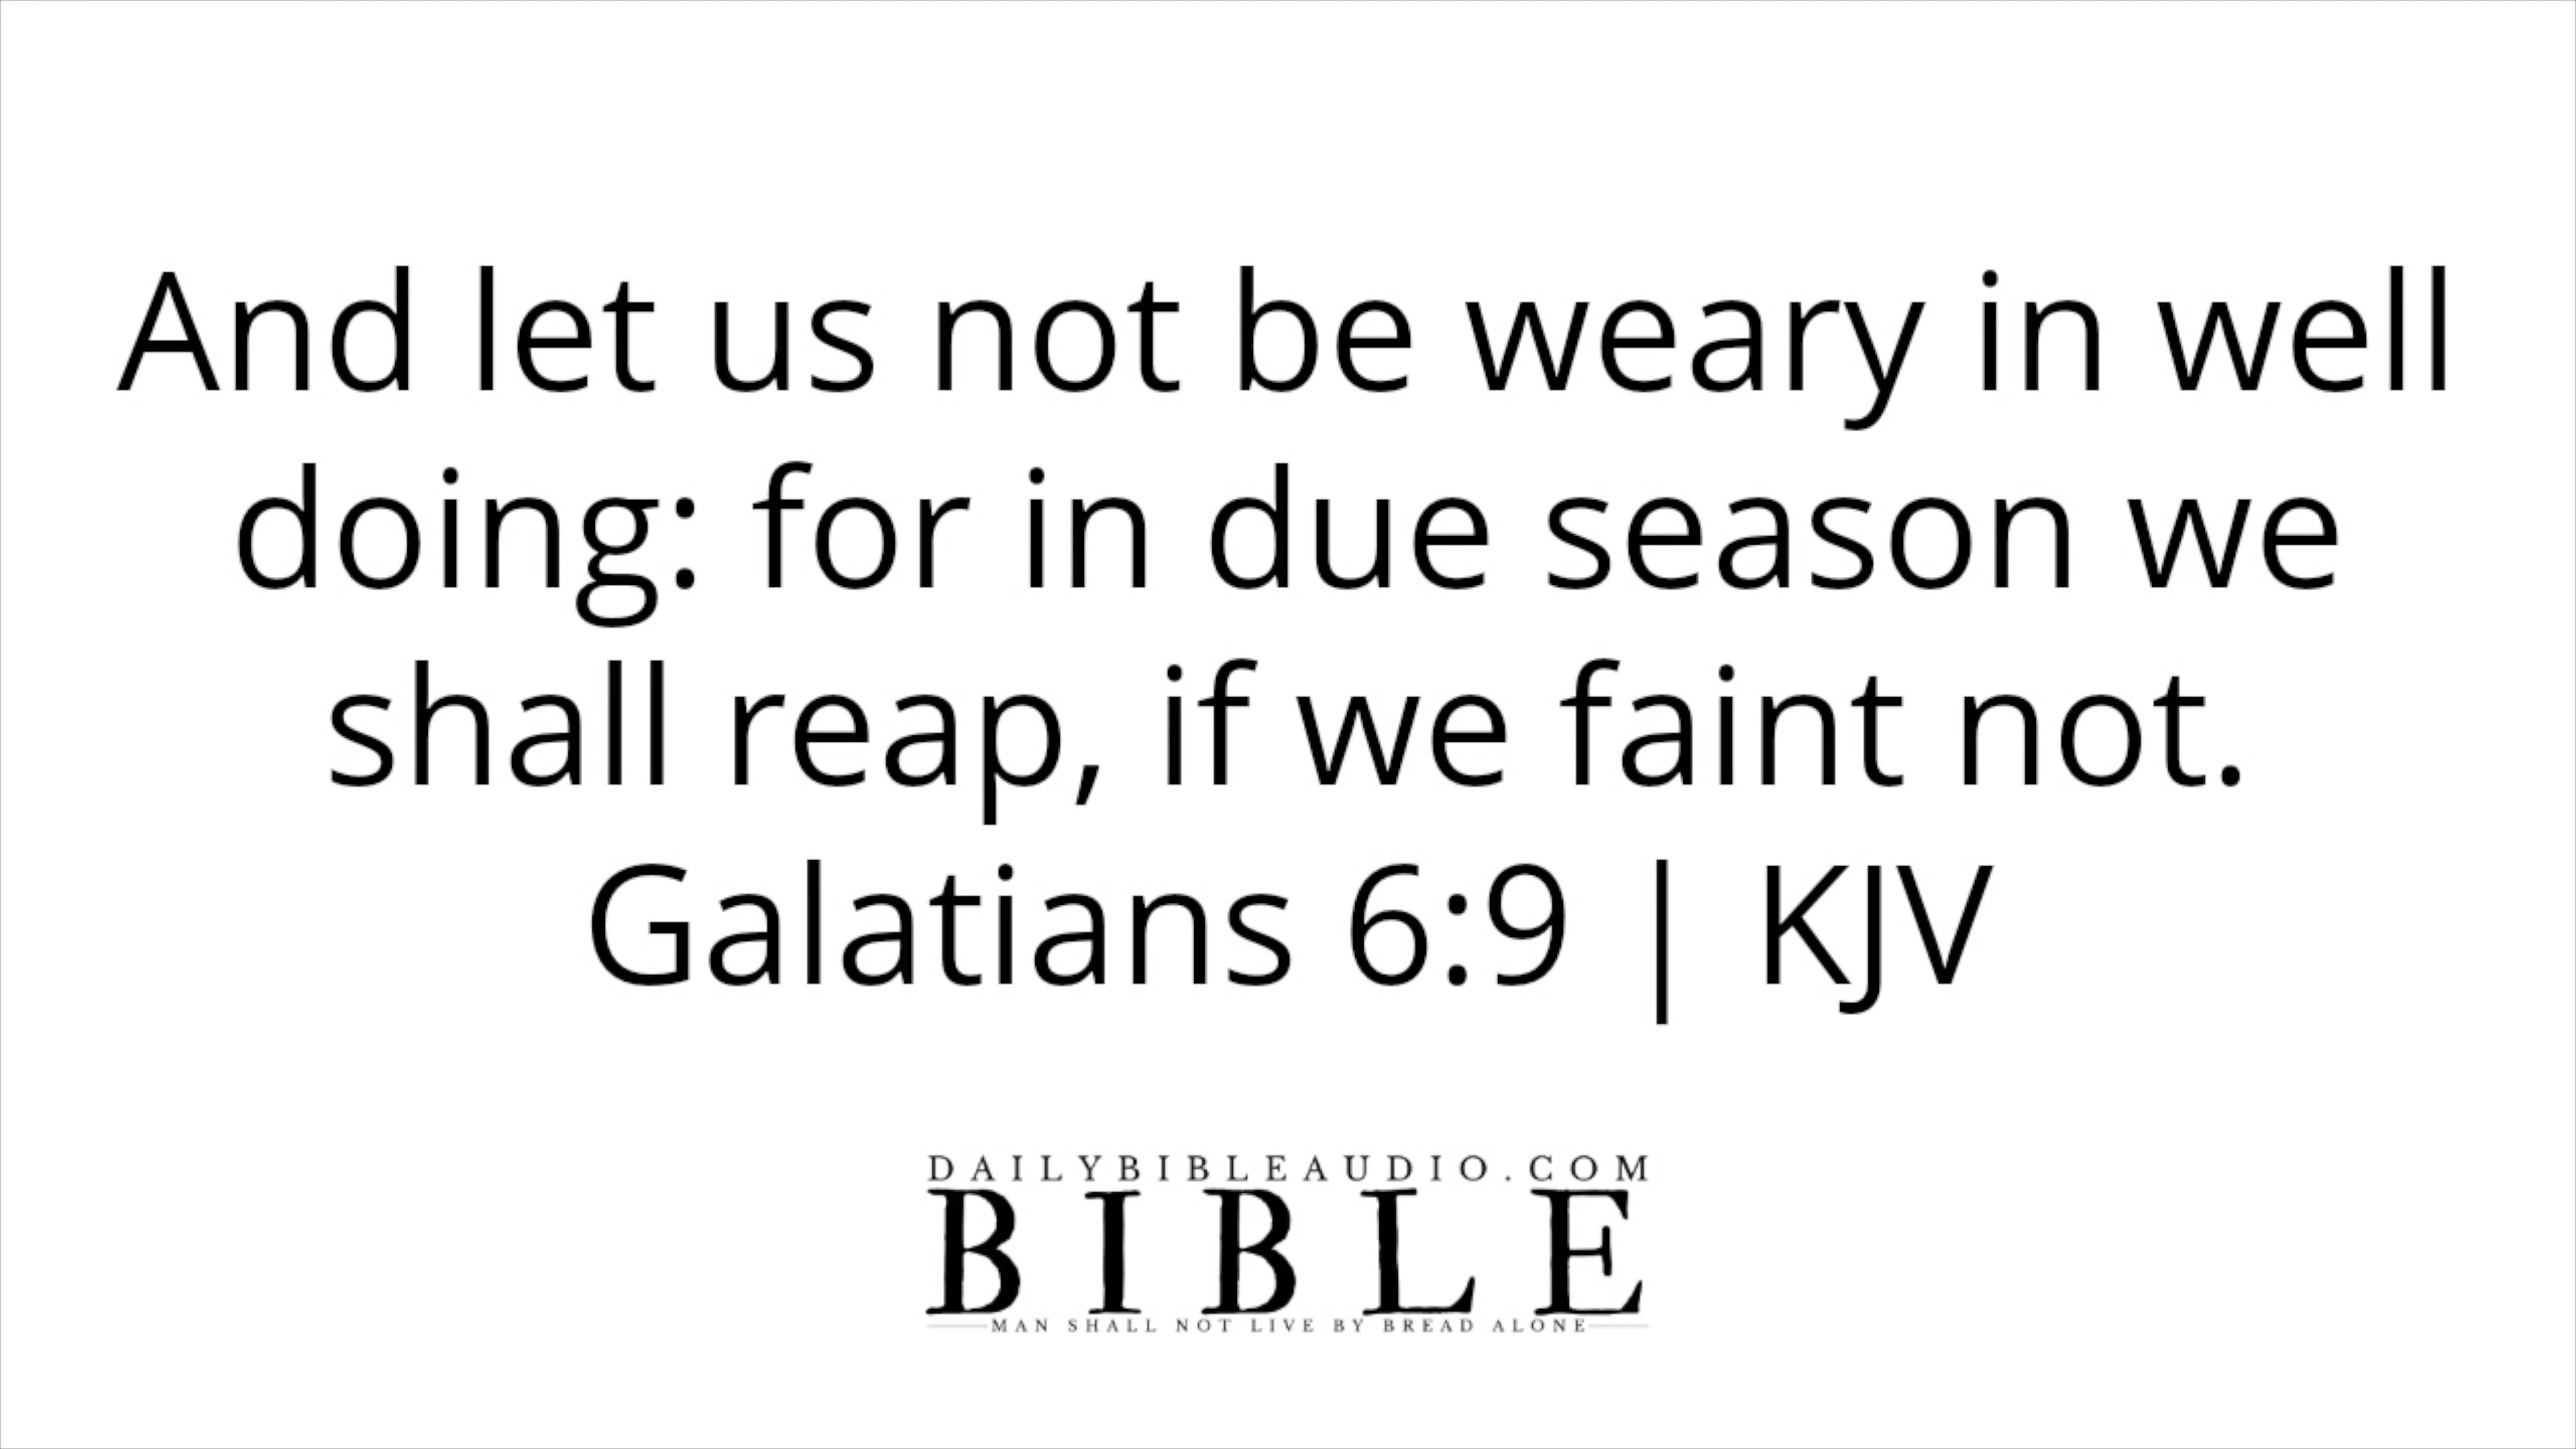 And let us not be weary in well
doing: for in due season we
shall reap, if we faint not.
Galatians 6:9 | KJV
DAILYBIBLEAUDIO.COM
BIBLE
MAN SHALL NOT LIVE BY BREAD ALONE